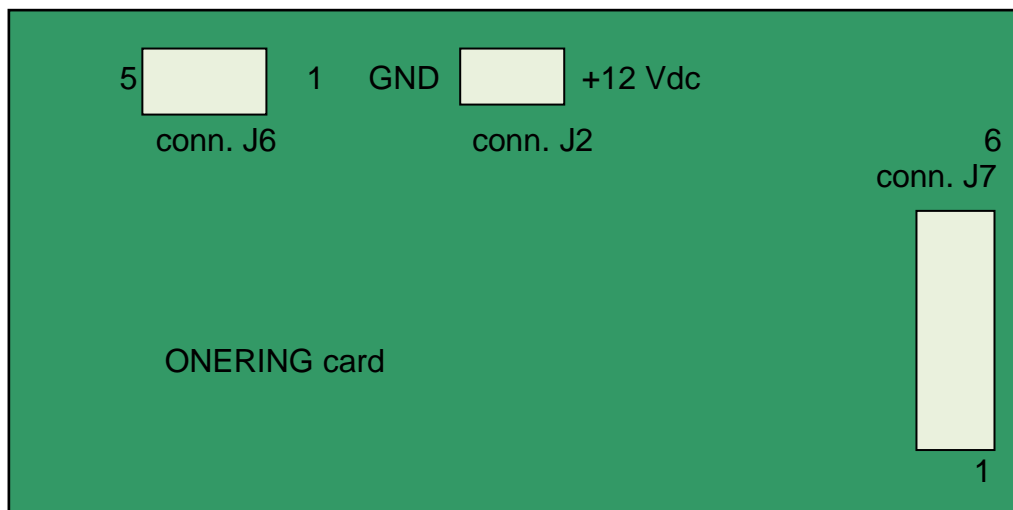 5 1 GND +12 Vdc
conn. J6 conn. J2
6
conn. J7
ONERING card
1